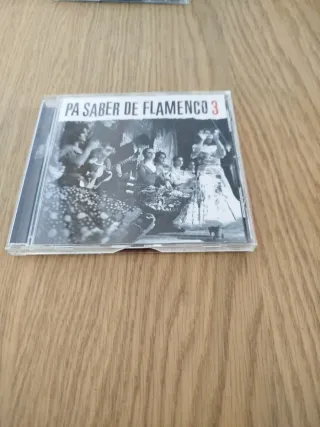 PA SABER DE FLAMENCO 3